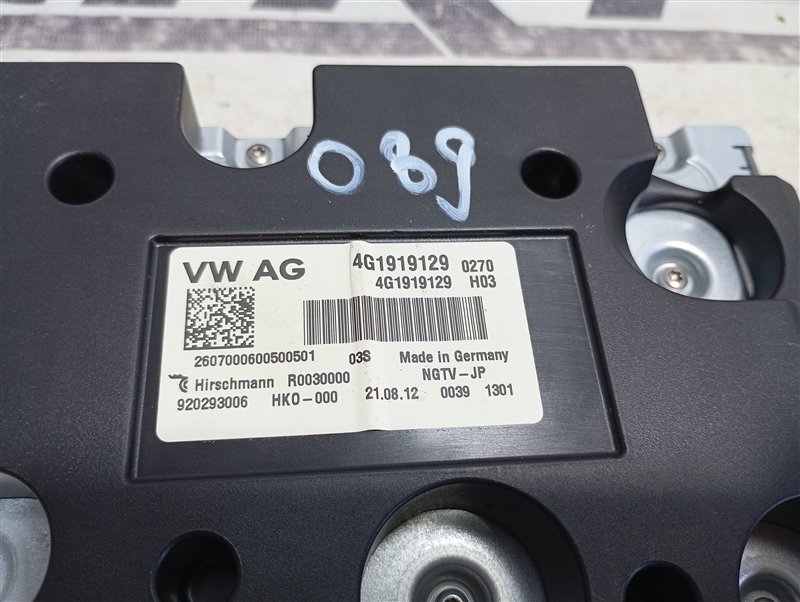 089
VW AG 4G1919129 0270
4G1919129 H03
2607000600500501 03S Made in Germany
Hirschmann R0030000 NGTV-JP
920293006 HKO-000 21.08.12 0039 1301